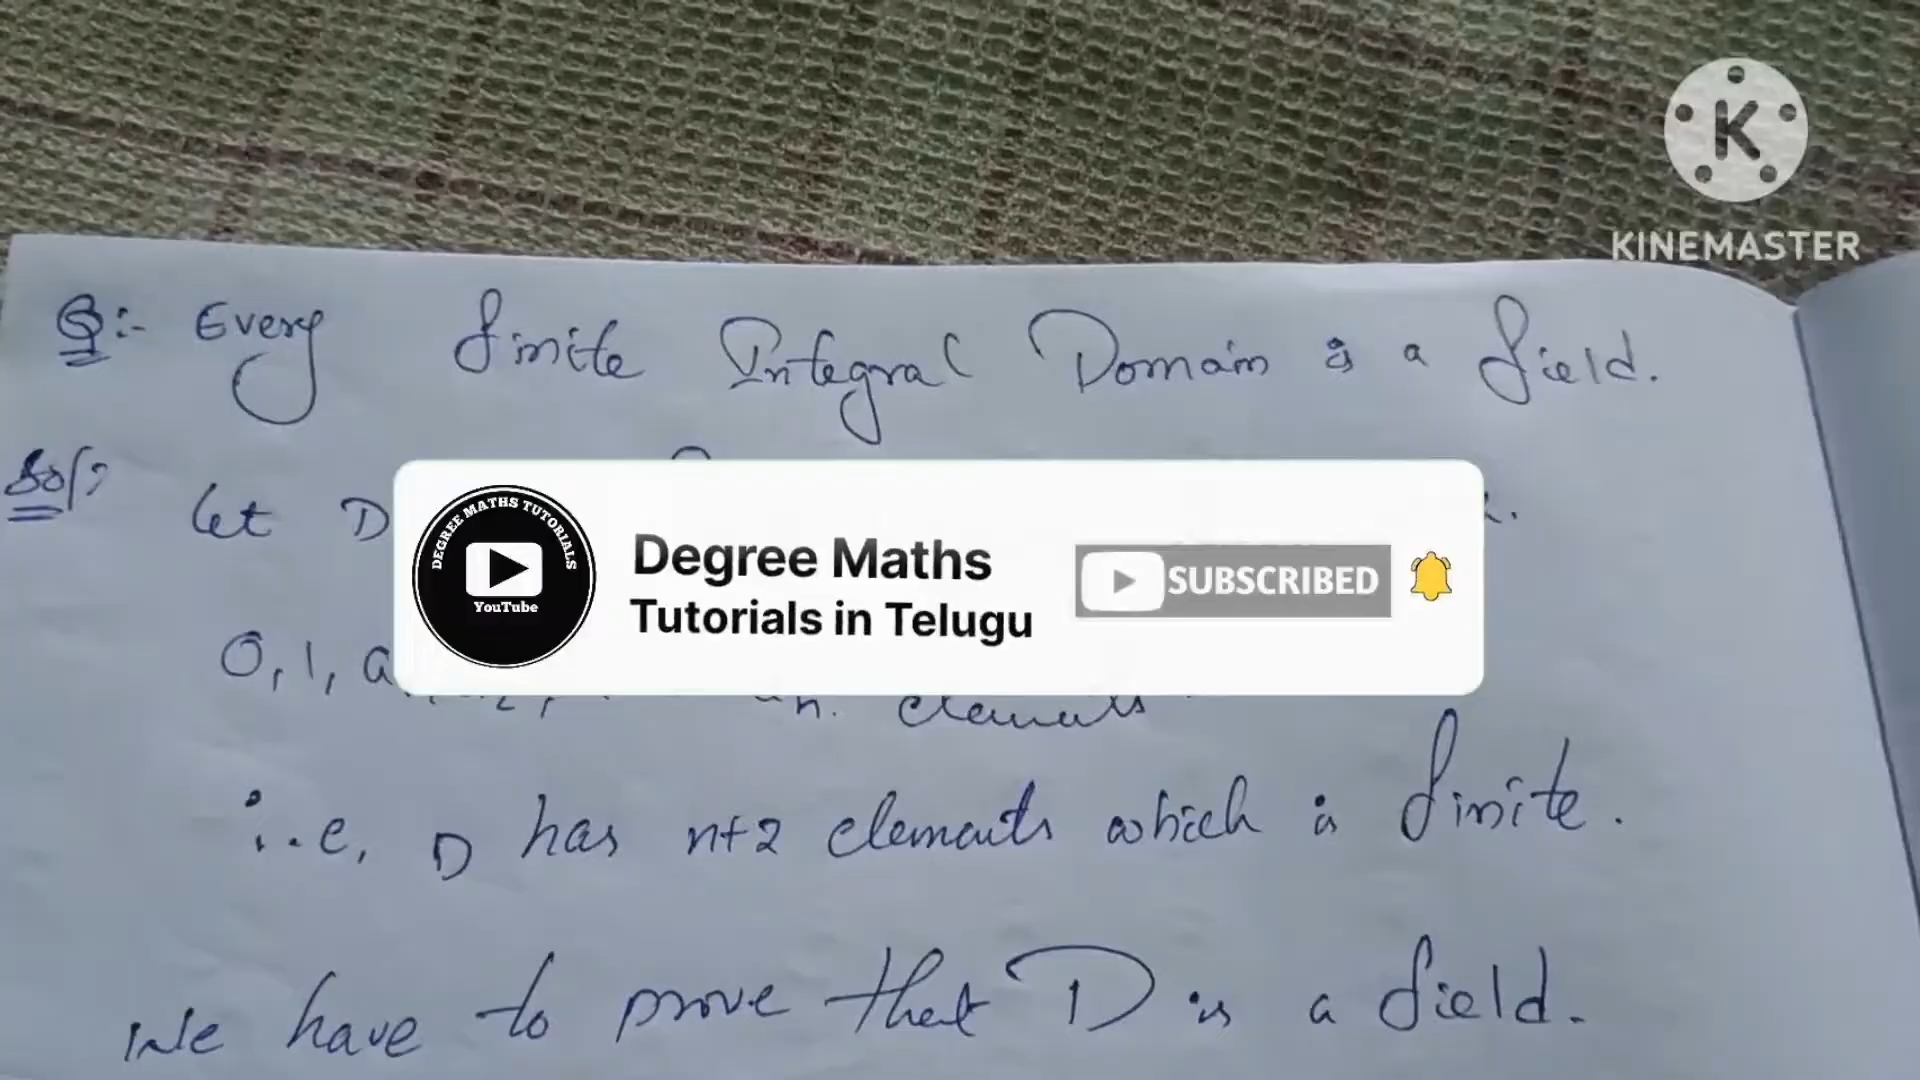 KINEMASTER
Q:- Every finite Integral Domain is a field.
Sol: Let D
DEGREE MATHS TUTORIALS
YouTube
Degree Maths
Tutorials in Telugu
SUBSCRIBED
0, 1, a
n. elements
i.e, D has n+2 elements which is finite.
We have to prove that D is a field.